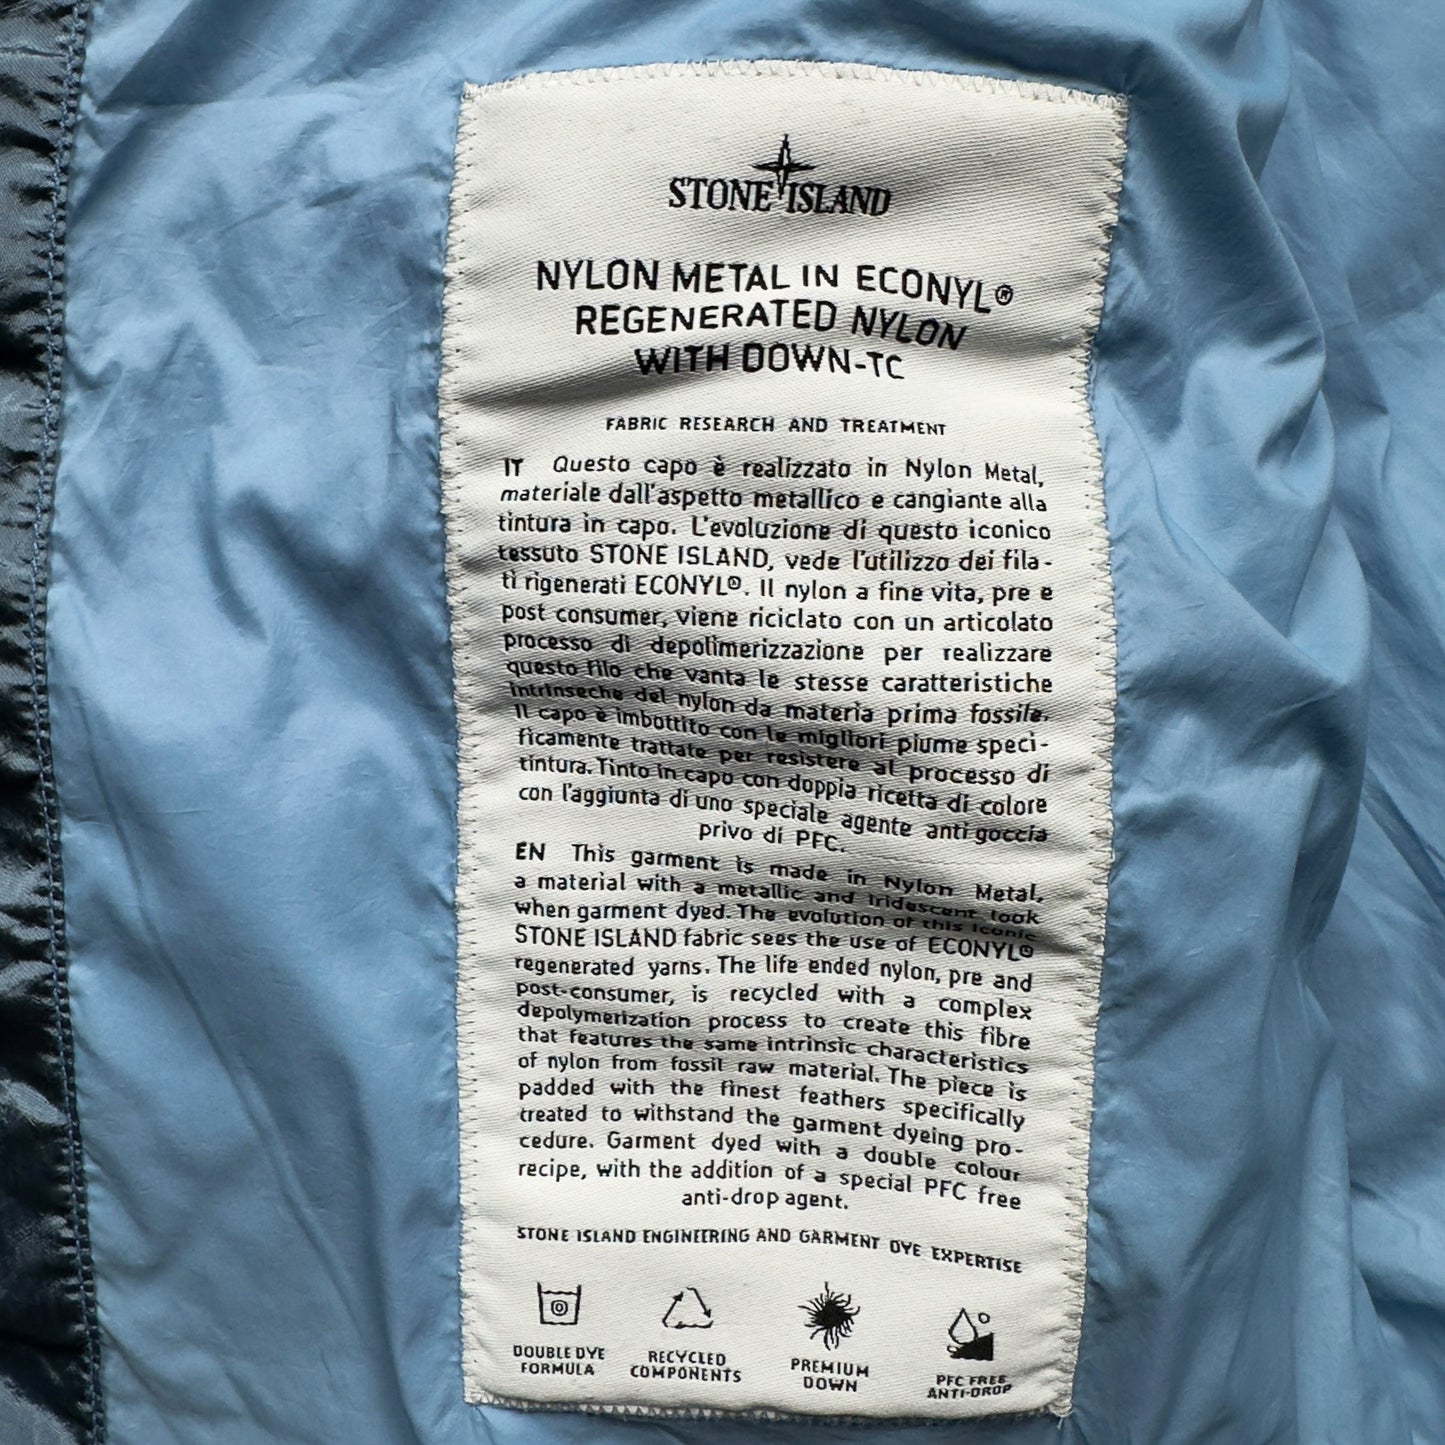 STONE ISLAND
NYLON METAL IN ECONYL®
REGENERATED NYLON
WITH DOWN-TC
FABRIC RESEARCH AND TREATMENT
IT Questo capo è realizzato in Nylon Metal,
materiale dall'aspetto metallico e cangiante alla
tintura in capo. L'evoluzione di questo iconico
tessuto STONE ISLAND, vede l'utilizzo dei fila-
ti rigenerati ECONYL®. Il nylon a fine vita, pre e
post consumer, viene riciclato con un articolato
processo di depolimerizzazione per realizzare
questo filo che vanta le stesse caratteristiche
intrinseche del nylon da materia prima fossile.
Il capo è imbottito con le migliori piume speci-
ficamente trattate per resistere al processo di
tintura. Tinto in capo con doppia ricetta di colore
con l'aggiunta di uno speciale agente anti goccia
privo di PFC.
EN This garment is made in Nylon Metal,
a material with a metallic and iridescent look
when garment dyed. The evolution of this iconic
STONE ISLAND fabric sees the use of ECONYL®
regenerated yarns. The life ended nylon, pre and
post-consumer, is recycled with a complex
depolymerization process to create this fibre
that features the same intrinsic characteristics
of nylon from fossil raw material. The piece is
padded with the finest feathers specifically
created to withstand the garment dyeing pro-
cedure. Garment dyed with a double colour
recipe, with the addition of a special PFC free
anti-drop agent.
STONE ISLAND ENGINEERING AND GARMENT DYE EXPERTISE
DOUBLE DYE
FORMULA
RECYCLED
COMPONENTS
PREMIUM
DOWN
PFC FREE
ANTI-DROP